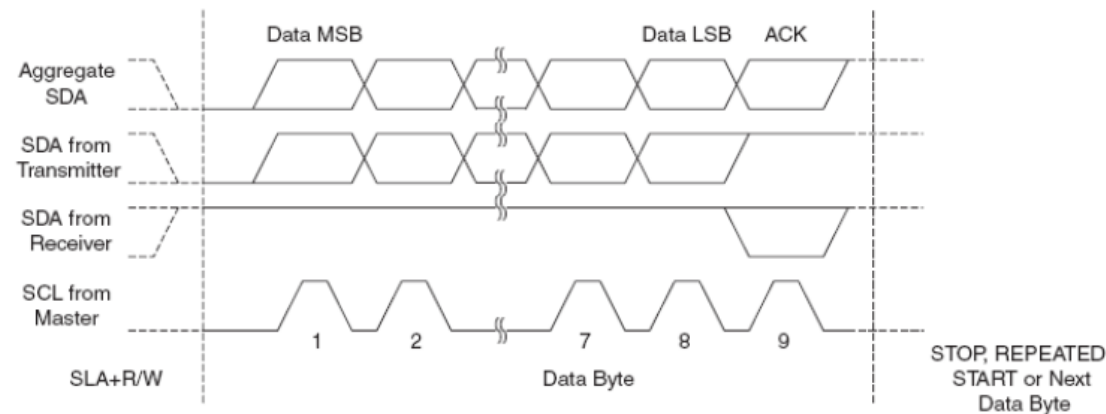 Data MSB
Data LSB
ACK
Aggregate
SDA
SDA from
Transmitter
SDA from
Receiver
SCL from
Master
1
2
7
8
9
SLA+R/W
Data Byte
STOP, REPEATED
START or Next
Data Byte